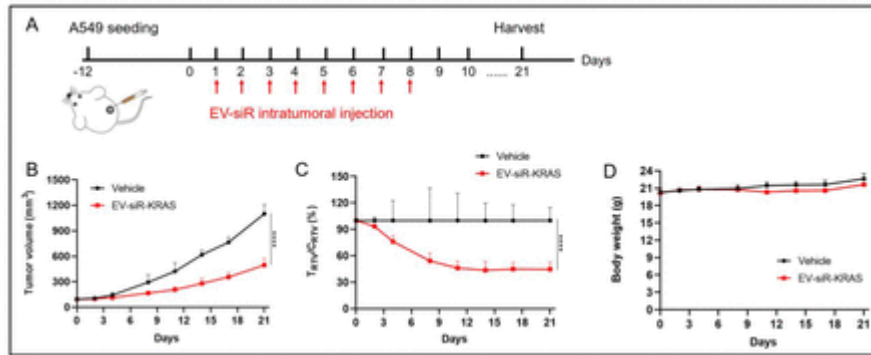 A
A549 seeding
Harvest
-12 0 1 2 3 4 5 6 7 8 9 10 ...... 21
Days
EV-siR intratumoral injection
B
Tumor volume (mm³)
1500
1200
900
600
300
0
0 3 6 9 12 15 18 21
Days
Vehicle
EV-siR-KRAS
****
C
T_RTV/C_RTV (%)
150
120
90
60
30
0
0 3 6 9 12 15 18 21
Days
Vehicle
EV-siR-KRAS
****
D
Body weight (g)
24
21
18
15
12
9
6
3
0
0 3 6 9 12 15 18 21
Days
Vehicle
EV-siR-KRAS